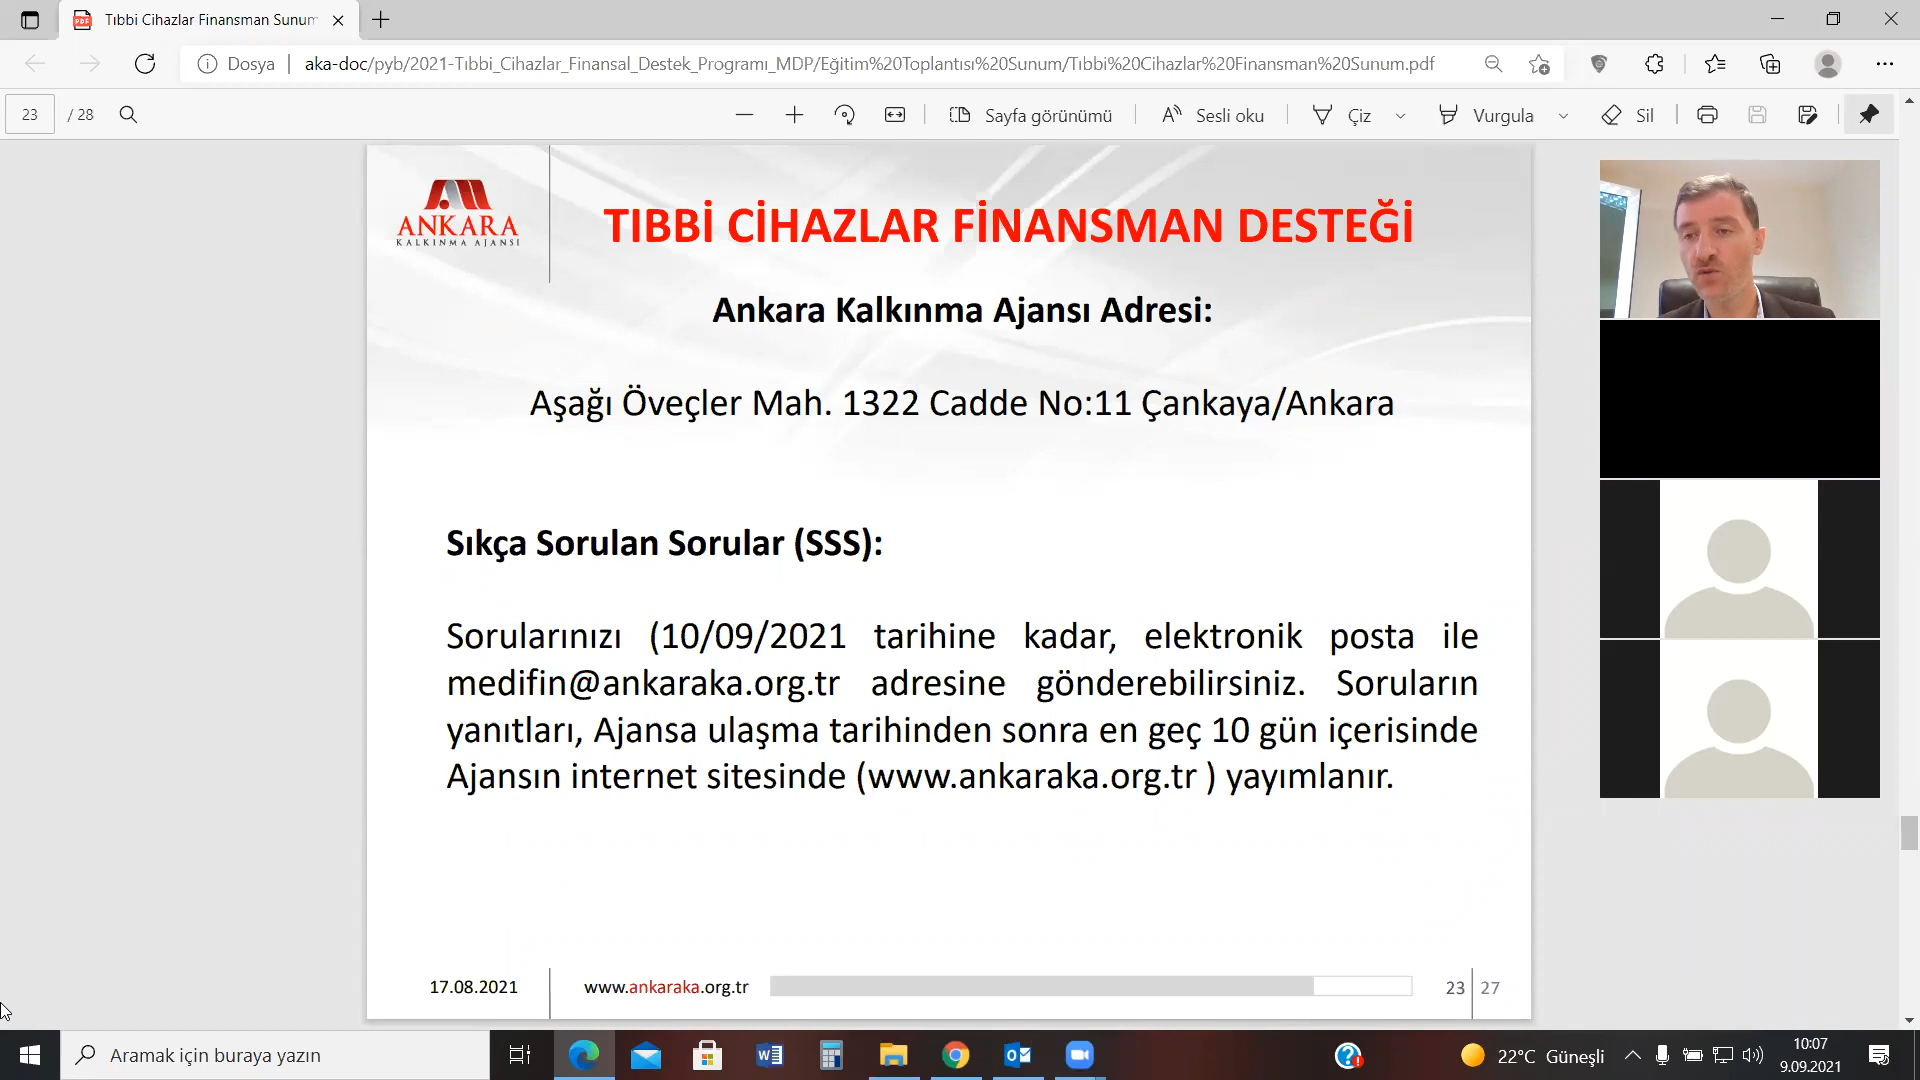 Tıbbi Cihazlar Finansman Sunum
Dosya
aka-doc/pyb/2021-Tıbbi_Cihazlar_Finansal_Destek_Programı_MDP/Eğitim%20Toplantısı%20Sunum/Tıbbi%20Cihazlar%20Finansman%20Sunum.pdf
23 / 28
Sayfa görünümü
Sesli oku
Çiz
Vurgula
Sil
ANKARA
KALKINMA AJANSI
TIBBİ CİHAZLAR FİNANSMAN DESTEĞİ
Ankara Kalkınma Ajansı Adresi:
Aşağı Öveçler Mah. 1322 Cadde No:11 Çankaya/Ankara
Sıkça Sorulan Sorular (SSS):
Sorularınızı (10/09/2021 tarihine kadar, elektronik posta ile
medifin@ankaraka.org.tr adresine gönderebilirsiniz. Soruların
yanıtları, Ajansa ulaşma tarihinden sonra en geç 10 gün içerisinde
Ajansın internet sitesinde (www.ankaraka.org.tr ) yayımlanır.
17.08.2021
www.ankaraka.org.tr
23 27
Aramak için buraya yazın
22°C Güneşli
10:07
9.09.2021